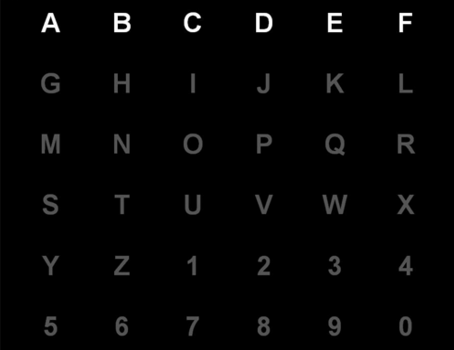 A B C D E F
G H I J K L
M N O P Q R
S T U V W X
Y Z 1 2 3 4
5 6 7 8 9 0